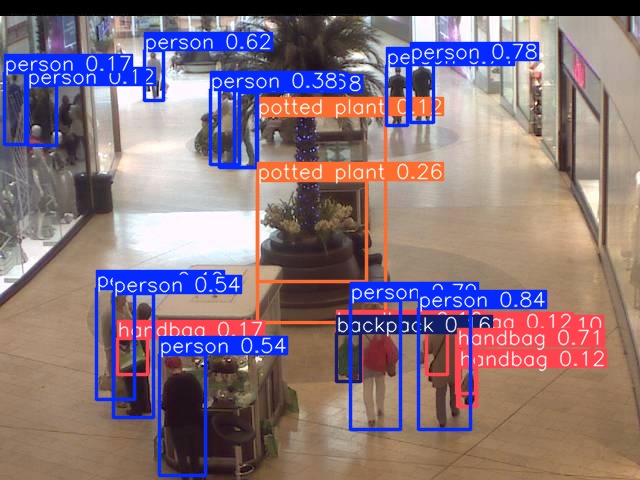 person 0.62
person 0.78
person 0.17
person 0.12
person 0.38
potted plant 0.12
potted plant 0.26
person 0.54
person 0.84
handbag 0.17
backpack 0.16
handbag 0.71
person 0.54
handbag 0.12